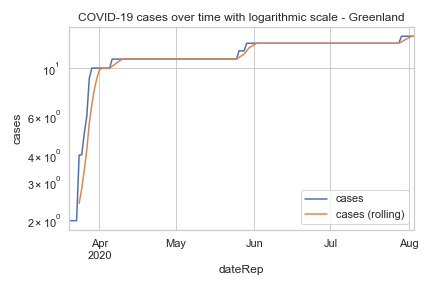 COVID-19 cases over time with logarithmic scale - Greenland
cases
10¹
6 × 10⁰
4 × 10⁰
3 × 10⁰
2 × 10⁰
cases
cases (rolling)
Apr
2020
May
Jun
Jul
Aug
dateRep